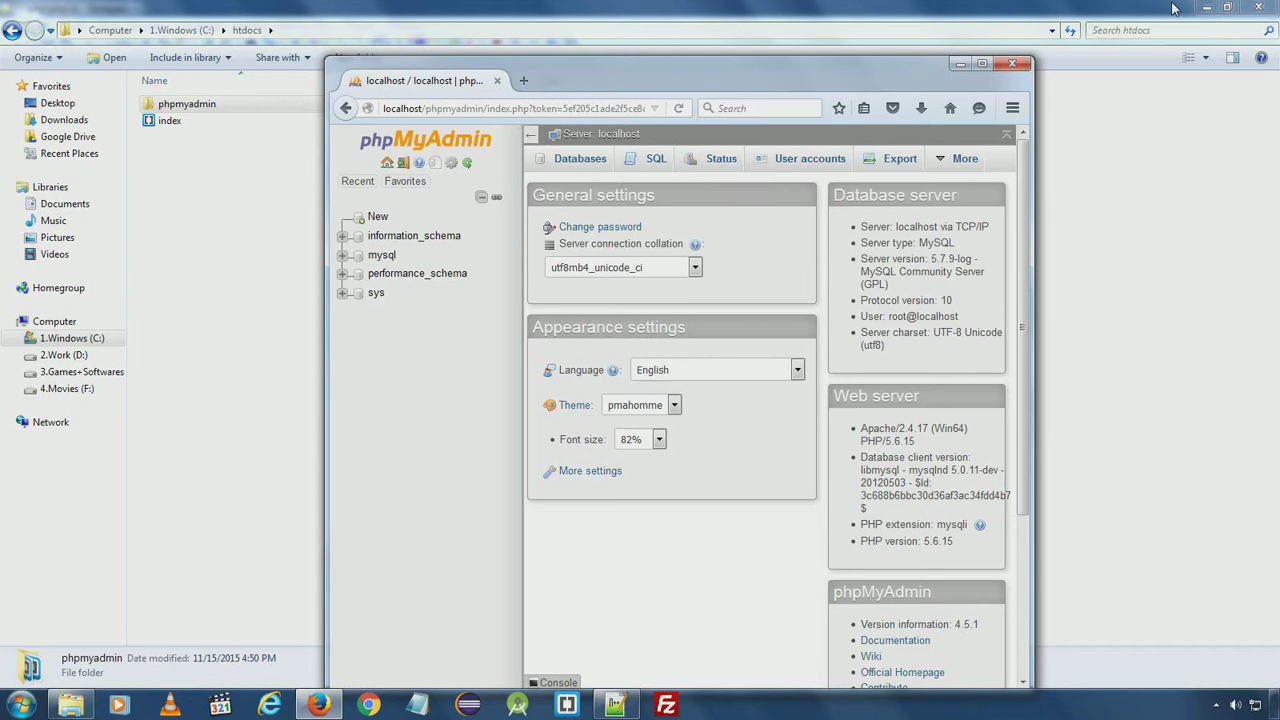 Computer
1.Windows (C:)
htdocs
Search htdocs
Organize
Open
Include in library
Share with
Favorites
Desktop
Downloads
Google Drive
Recent Places
Libraries
Documents
Music
Pictures
Videos
Homegroup
Computer
1.Windows (C:)
2.Work (D:)
3.Games+Softwares
4.Movies (F:)
Network
Name
phpmyadmin
index
localhost / localhost | php...
localhost/phpmyadmin/index.php?token=5ef205c1ade2f5ce8
Search
phpMyAdmin
Recent
Favorites
New
information_schema
mysql
performance_schema
sys
Server: localhost
Databases
SQL
Status
User accounts
Export
More
General settings
Change password
Server connection collation :
utf8mb4_unicode_ci
Appearance settings
Language :
English
Theme:
pmahomme
Font size:
82%
More settings
Database server
Server: localhost via TCP/IP
Server type: MySQL
Server version: 5.7.9-log -
MySQL Community Server
(GPL)
Protocol version: 10
User: root@localhost
Server charset: UTF-8 Unicode
(utf8)
Web server
Apache/2.4.17 (Win64)
PHP/5.6.15
Database client version:
libmysql - mysqlnd 5.0.11-dev -
20120503 - $Id:
3c688b6bbc30d36af3ac34fdd4b7
$
PHP extension: mysqli
PHP version: 5.6.15
phpMyAdmin
Version information: 4.5.1
Documentation
Wiki
Official Homepage
Contribute
Console
phpmyadmin
Date modified: 11/15/2015 4:50 PM
File folder
321